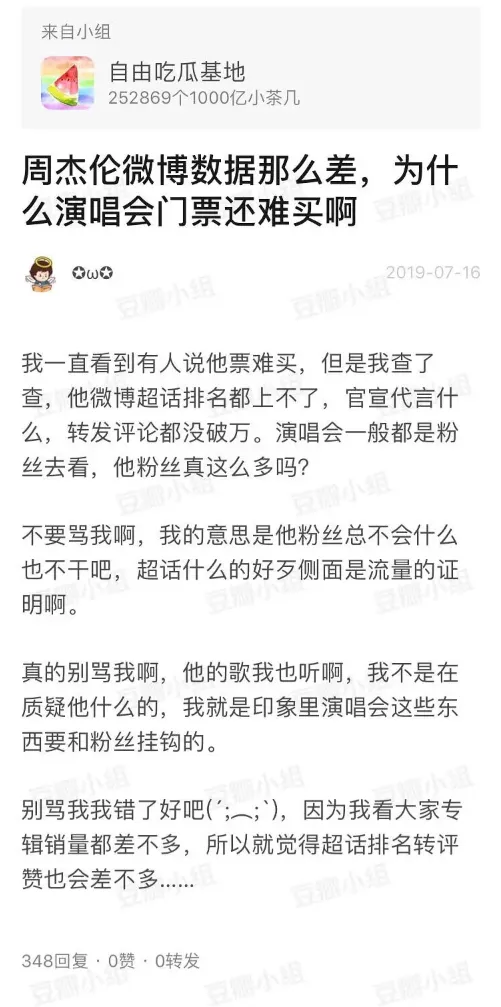 来自小组
自由吃瓜基地
252869个1000亿小茶几
周杰伦微博数据那么差，为什
么演唱会门票还难买啊
✪ω✪
2019-07-16
我一直看到有人说他票难买，但是我查了
查，他微博超话排名都上不了，官宣代言什
么，转发评论都没破万。演唱会一般都是粉
丝去看，他粉丝真这么多吗？
不要骂我啊，我的意思是他粉丝总不会什么
也不干吧，超话什么的好歹侧面是流量的证
明啊。
真的别骂我啊，他的歌我也听啊，我不是在
质疑他什么的，我就是印象里演唱会这些东
西要和粉丝挂钩的。
别骂我我错了好吧(´;︵;`)，因为我看大家专
辑销量都差不多，所以就觉得超话排名转评
赞也会差不多......
348回复 · 0赞 · 0转发
豆瓣小组